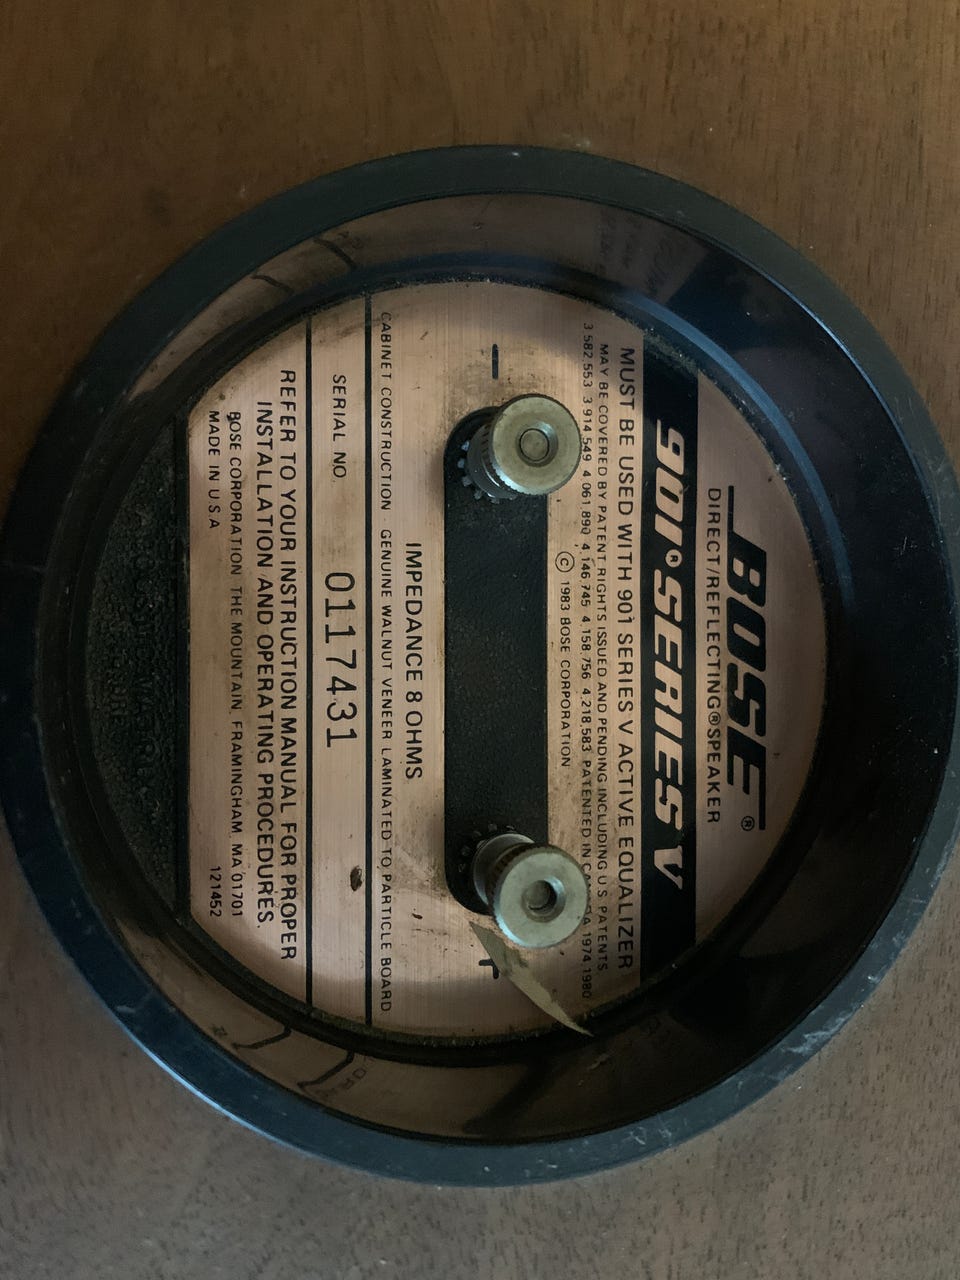 BOSE®
DIRECT/REFLECTING® SPEAKER
901® SERIES V
MUST BE USED WITH 901 SERIES V ACTIVE EQUALIZER
MAY BE COVERED BY PATENT RIGHTS ISSUED AND PENDING INCLUDING U.S. PATENTS
3,582,553 3,914,549 4,061,890 4,146,745 4,158,756 4,218,583 PATENTED IN 1974,1980
© 1983 BOSE CORPORATION
- +
IMPEDANCE 8 OHMS
CABINET CONSTRUCTION GENUINE WALNUT VENEER LAMINATED TO PARTICLE BOARD
SERIAL NO. 0117431
REFER TO YOUR INSTRUCTION MANUAL FOR PROPER
INSTALLATION AND OPERATING PROCEDURES.
BOSE CORPORATION THE MOUNTAIN, FRAMINGHAM, MA 01701
MADE IN U.S.A 121452